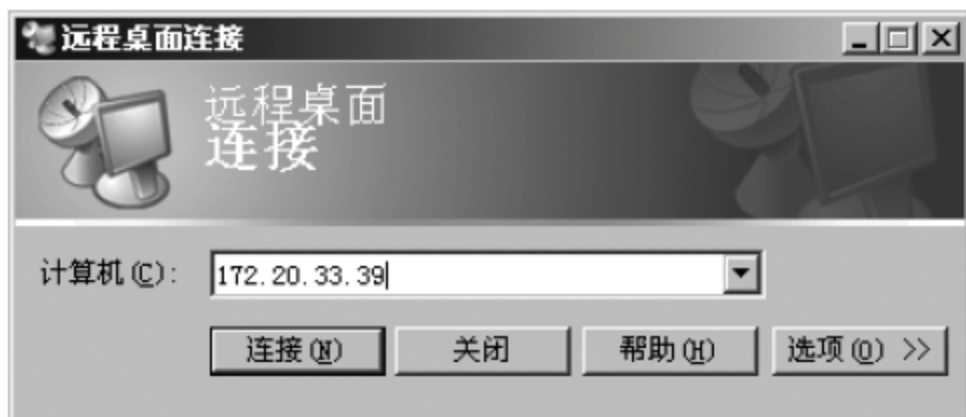 远程桌面连接
远程桌面
连接
计算机(C):
172.20.33.39
连接(N)
关闭
帮助(H)
选项(O) >>